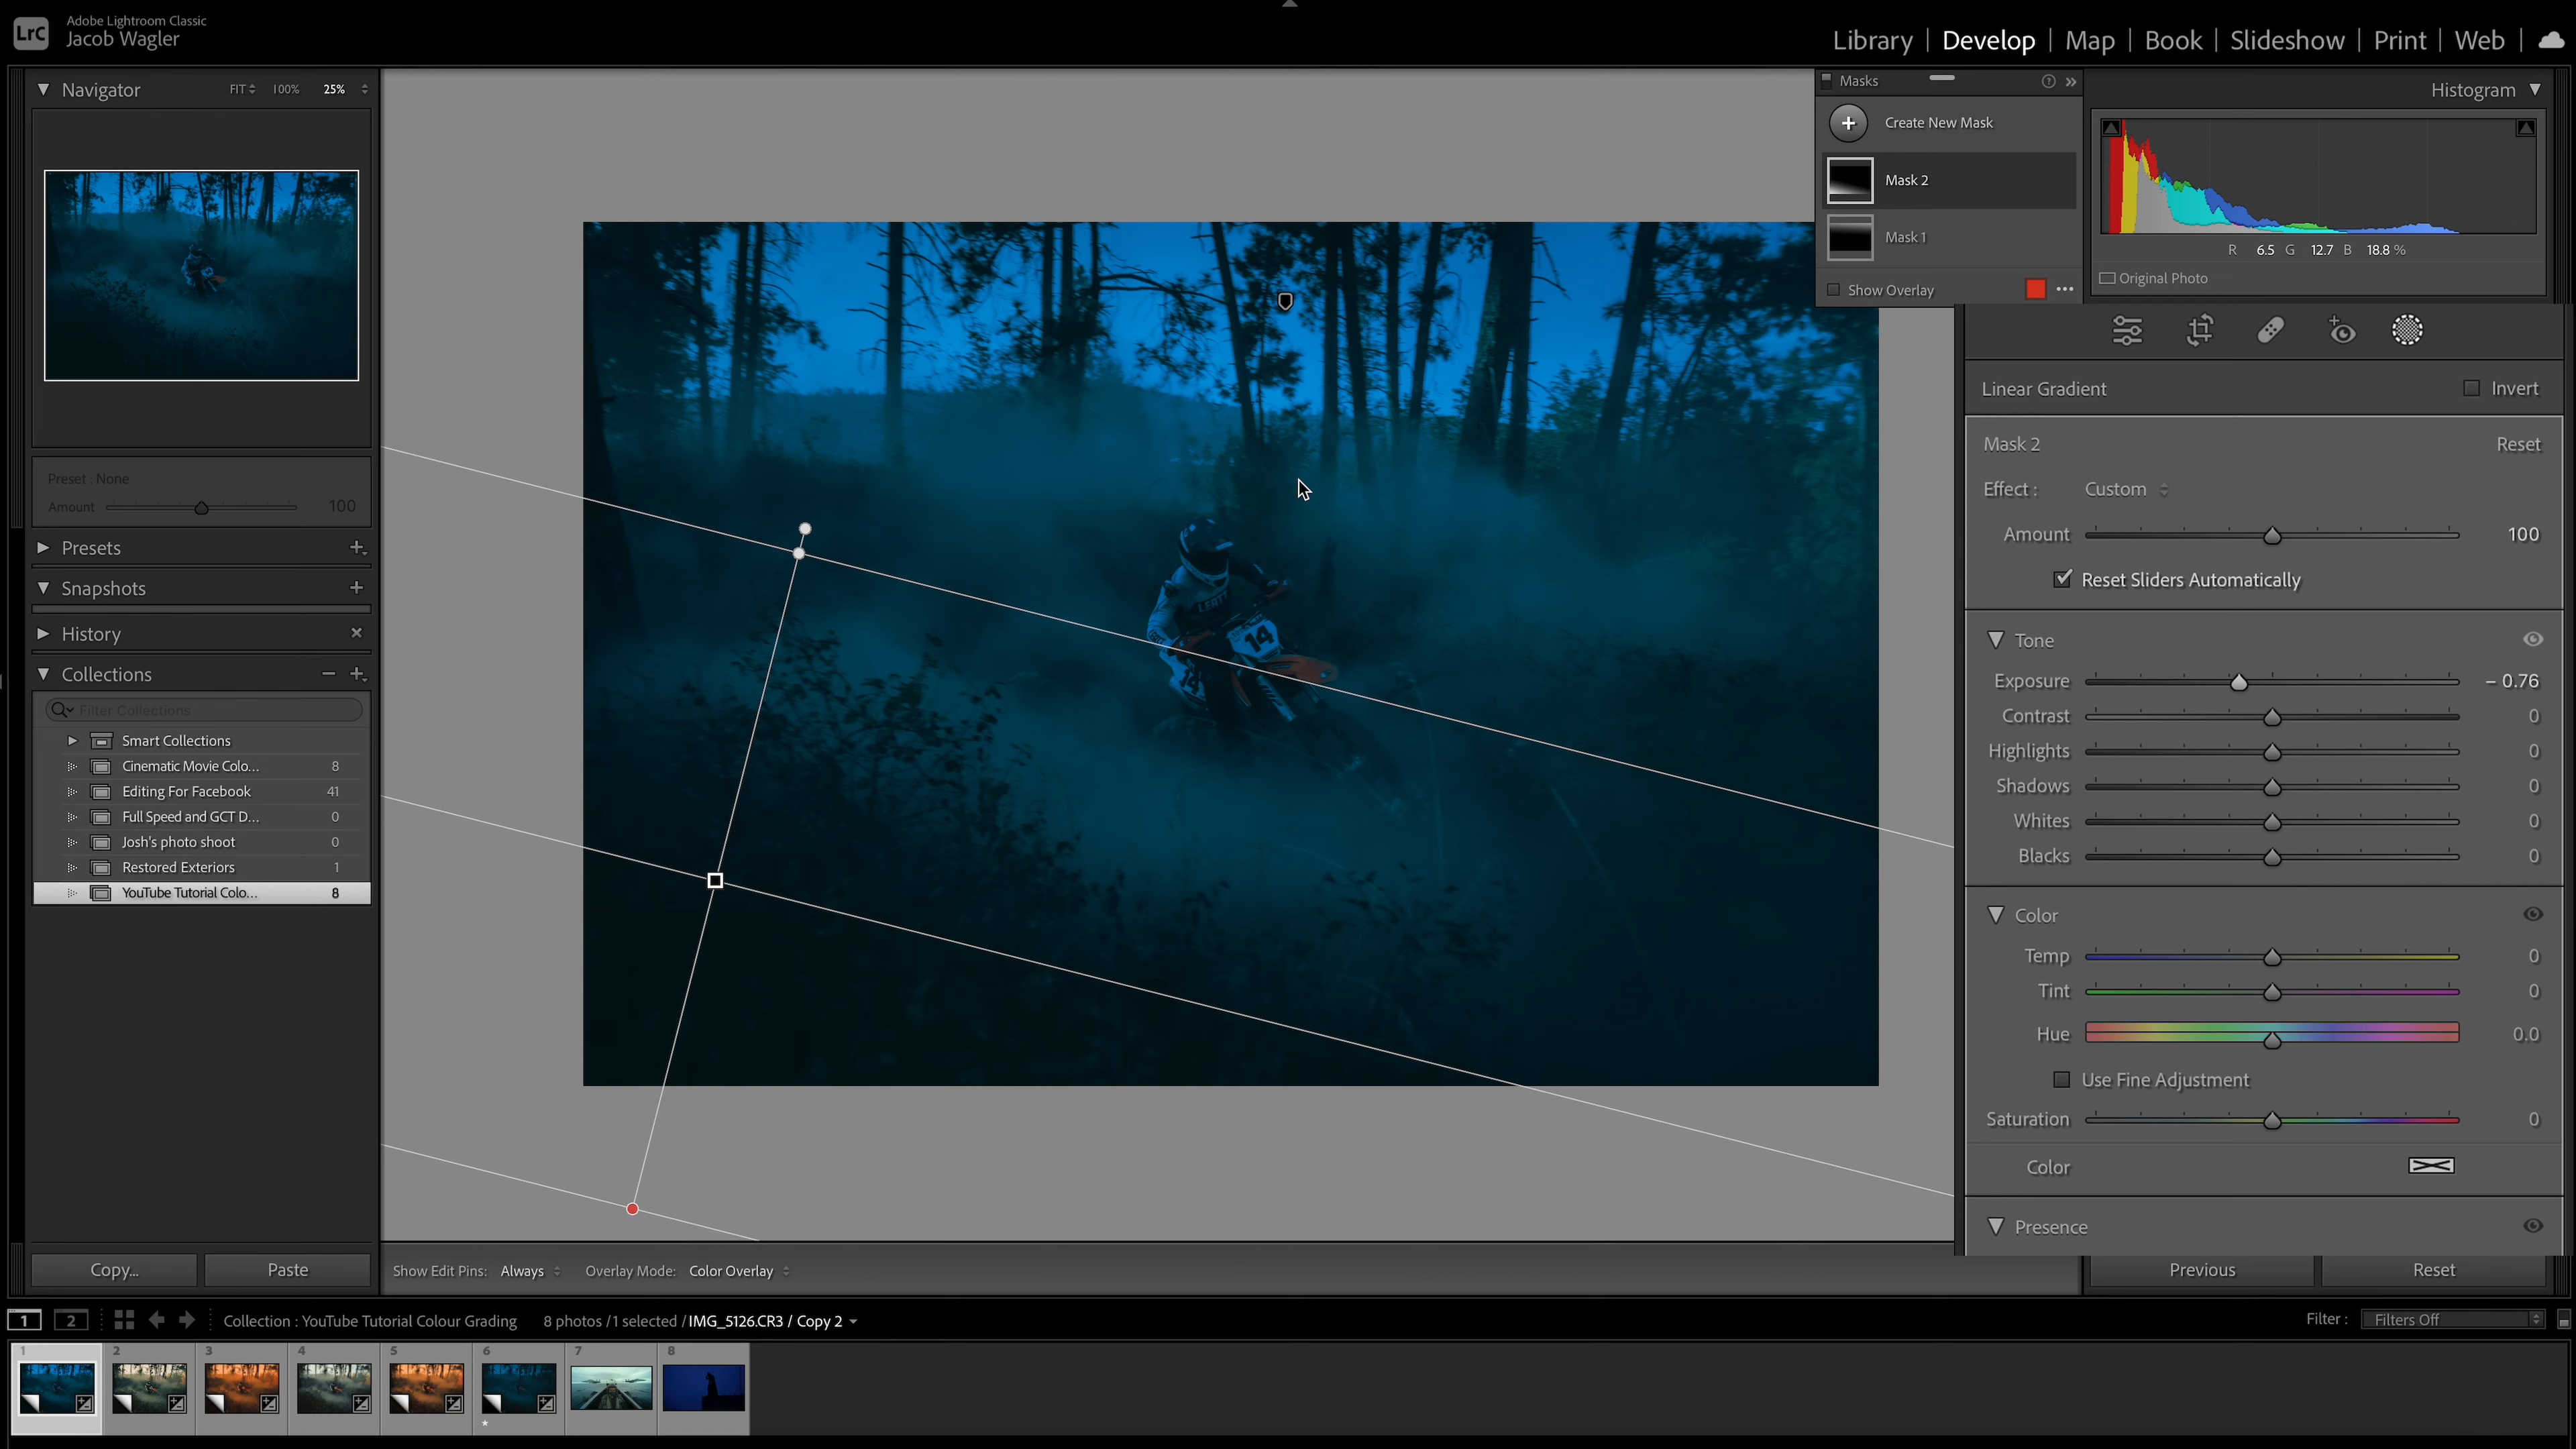 LrC
Adobe Lightroom Classic
Jacob Wagler
Library | Develop | Map | Book | Slideshow | Print | Web
Navigator FIT 100% 25%
Preset : None
Amount 100
Presets
Snapshots
History
Collections
Filter Collections
Smart Collections
Cinematic Movie Colo... 8
Editing For Facebook 41
Full Speed and GCT D... 0
Josh's photo shoot 0
Restored Exteriors 1
YouTube Tutorial Colo... 8
Copy... Paste
LEATT
14
14
Show Edit Pins: Always Overlay Mode: Color Overlay
Masks
Create New Mask
Mask 2
Mask 1
Show Overlay
Histogram
R 6.5 G 12.7 B 18.8 %
Original Photo
Linear Gradient Invert
Mask 2 Reset
Effect : Custom
Amount 100
Reset Sliders Automatically
Tone
Exposure – 0.76
Contrast 0
Highlights 0
Shadows 0
Whites 0
Blacks 0
Color
Temp 0
Tint 0
Hue 0.0
Use Fine Adjustment
Saturation 0
Color
Presence
Previous Reset
1 2 Collection : YouTube Tutorial Colour Grading 8 photos / 1 selected / IMG_5126.CR3 / Copy 2
Filter : Filters Off
1 2 3 4 5 6 7 8